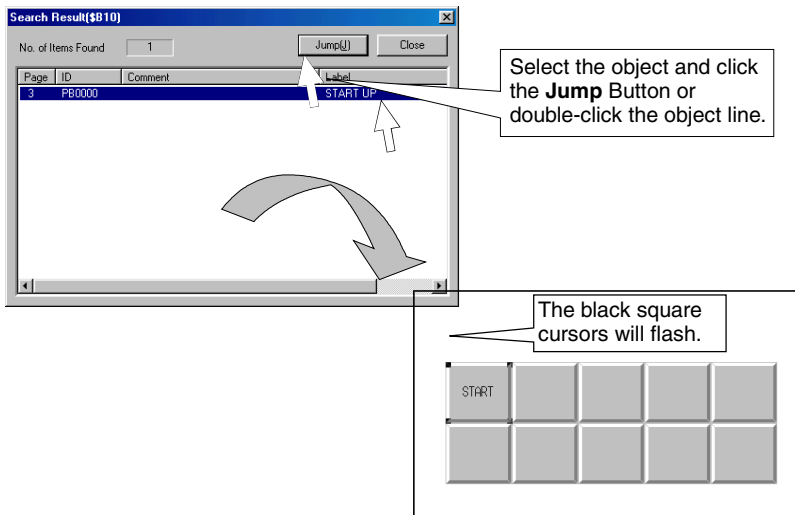 Search Result($B10)
No. of Items Found 1 Jump(J) Close
Page ID Comment Label
3 PB0000 START UP
Select the object and click
the Jump Button or
double-click the object line.
The black square
cursors will flash.
START